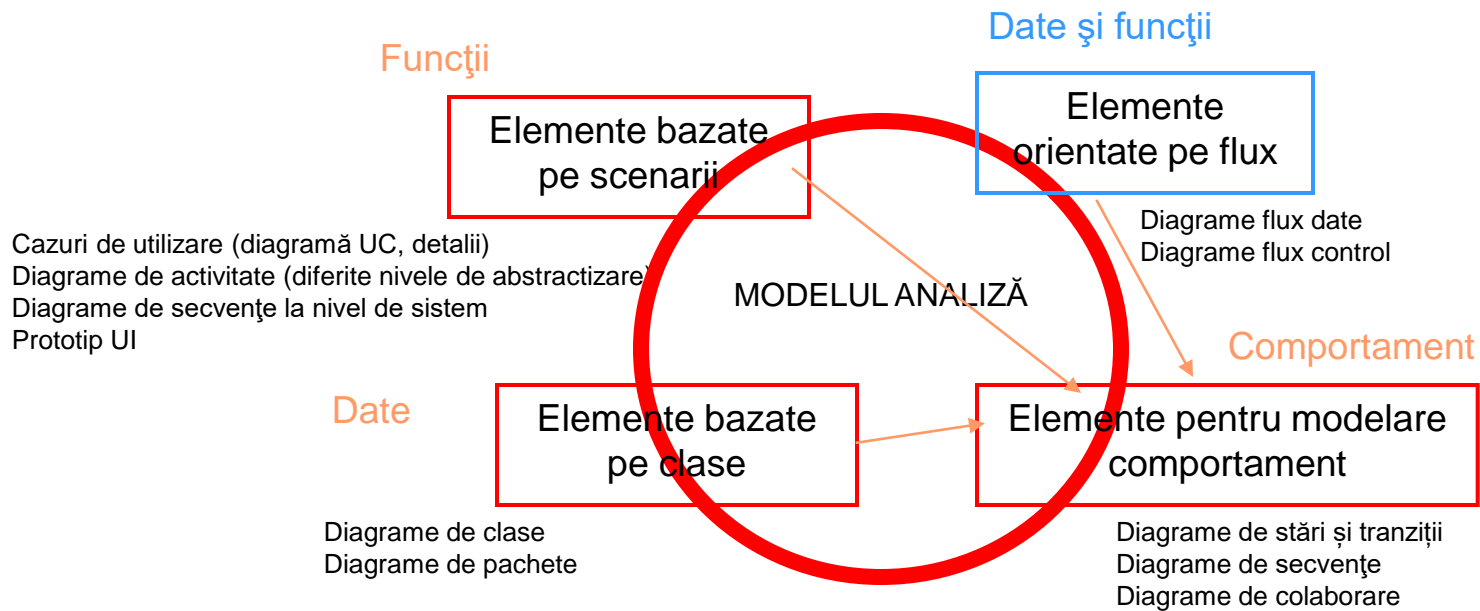 Date şi funcţii
Funcţii
Elemente bazate
pe scenarii
Elemente
orientate pe flux
Cazuri de utilizare (diagramă UC, detalii)
Diagrame de activitate (diferite nivele de abstractizare)
Diagrame de secvenţe la nivel de sistem
Prototip UI
Diagrame flux date
Diagrame flux control
MODELUL ANALIZĂ
Comportament
Date
Elemente bazate
pe clase
Elemente pentru modelare
comportament
Diagrame de clase
Diagrame de pachete
Diagrame de stări și tranziții
Diagrame de secvenţe
Diagrame de colaborare